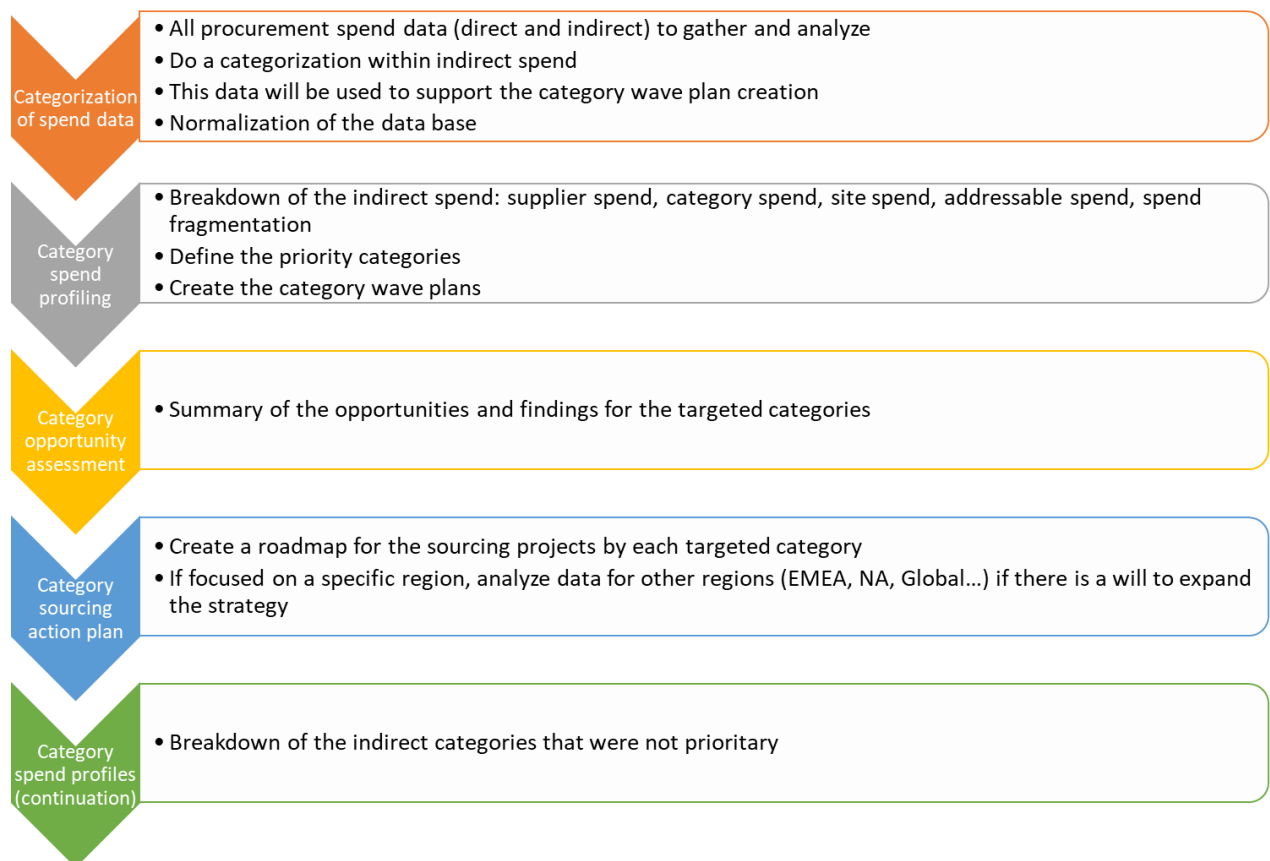 Categorization
of spend data
• All procurement spend data (direct and indirect) to gather and analyze
• Do a categorization within indirect spend
• This data will be used to support the category wave plan creation
• Normalization of the data base
Category
spend
profiling
• Breakdown of the indirect spend: supplier spend, category spend, site spend, addressable spend, spend
fragmentation
• Define the priority categories
• Create the category wave plans
Category
opportunity
assessment
• Summary of the opportunities and findings for the targeted categories
Category
sourcing
action plan
• Create a roadmap for the sourcing projects by each targeted category
• If focused on a specific region, analyze data for other regions (EMEA, NA, Global…) if there is a will to expand
the strategy
Category
spend profiles
(continuation)
• Breakdown of the indirect categories that were not prioritary